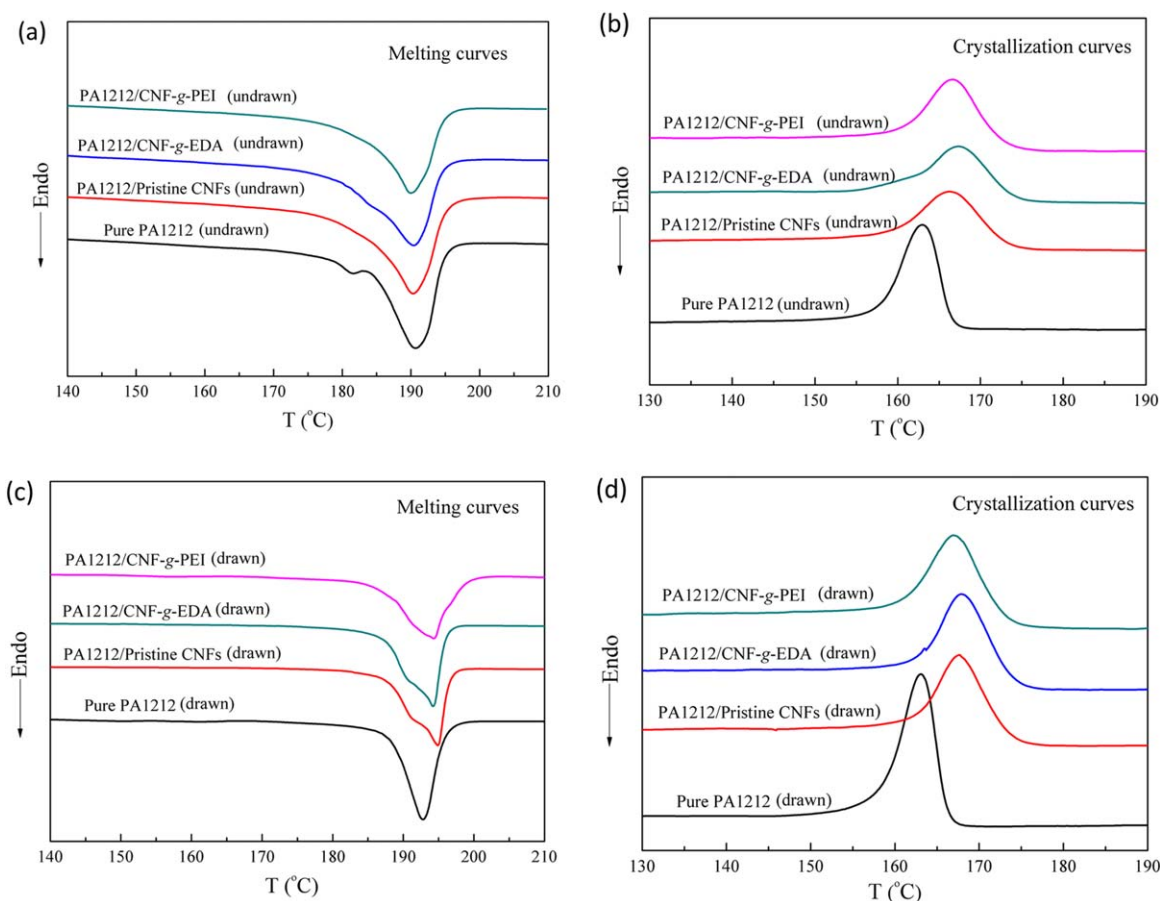 (a)
Melting curves
PA1212/CNF-g-PEI (undrawn)
PA1212/CNF-g-EDA (undrawn)
PA1212/Pristine CNFs (undrawn)
Pure PA1212 (undrawn)
Endo
140 150 160 170 180 190 200 210
T (°C)
(b)
Crystallization curves
PA1212/CNF-g-PEI (undrawn)
PA1212/CNF-g-EDA (undrawn)
PA1212/Pristine CNFs (undrawn)
Pure PA1212 (undrawn)
Endo
130 140 150 160 170 180 190
T (°C)
(c)
Melting curves
PA1212/CNF-g-PEI (drawn)
PA1212/CNF-g-EDA (drawn)
PA1212/Pristine CNFs (drawn)
Pure PA1212 (drawn)
Endo
140 150 160 170 180 190 200 210
T (°C)
(d)
Crystallization curves
PA1212/CNF-g-PEI (drawn)
PA1212/CNF-g-EDA (drawn)
PA1212/Pristine CNFs (drawn)
Pure PA1212 (drawn)
Endo
130 140 150 160 170 180 190
T (°C)